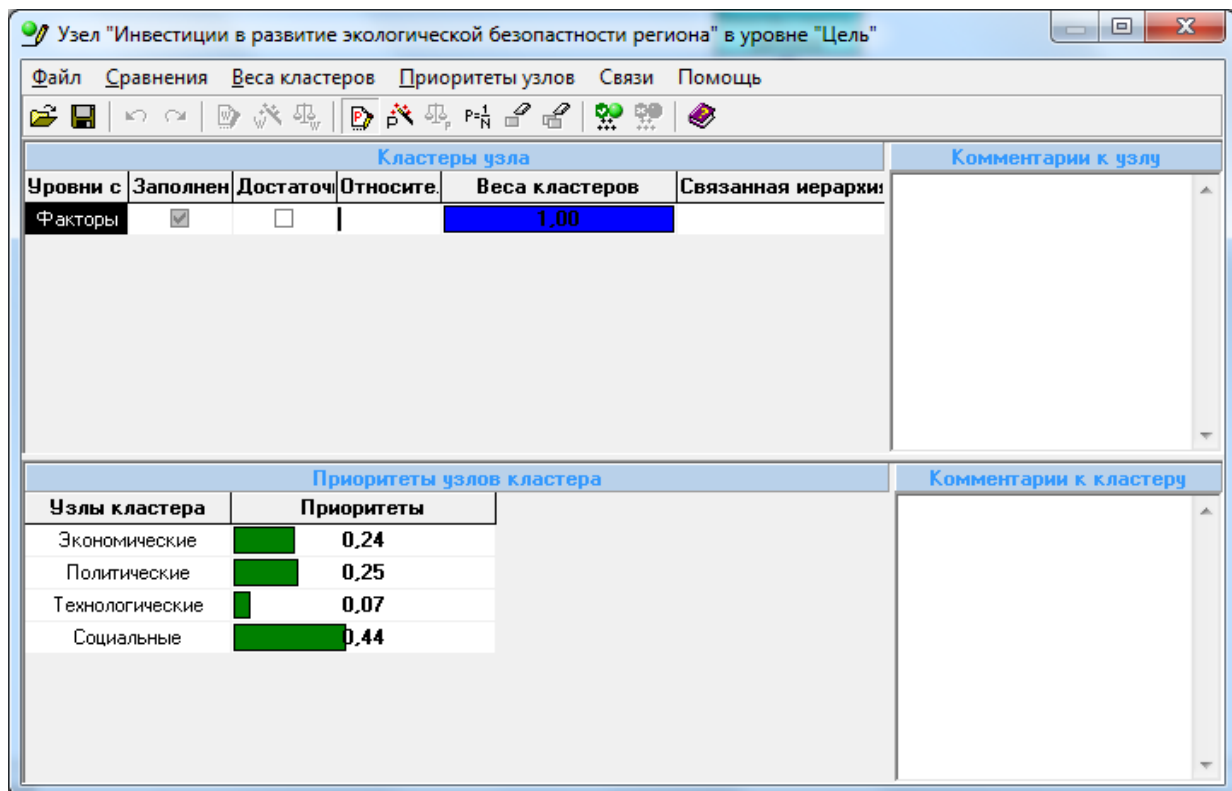 Узел "Инвестиции в развитие экологической безопастности региона" в уровне "Цель"
Файл Сравнения Веса кластеров Приоритеты узлов Связи Помощь
Кластеры узла Комментарии к узлу
Уровни с Заполнен Достаточ Относите. Веса кластеров Связанная иерархия
Факторы 1,00
Приоритеты узлов кластера Комментарии к кластеру
Узлы кластера Приоритеты
Экономические 0,24
Политические 0,25
Технологические 0,07
Социальные 0,44